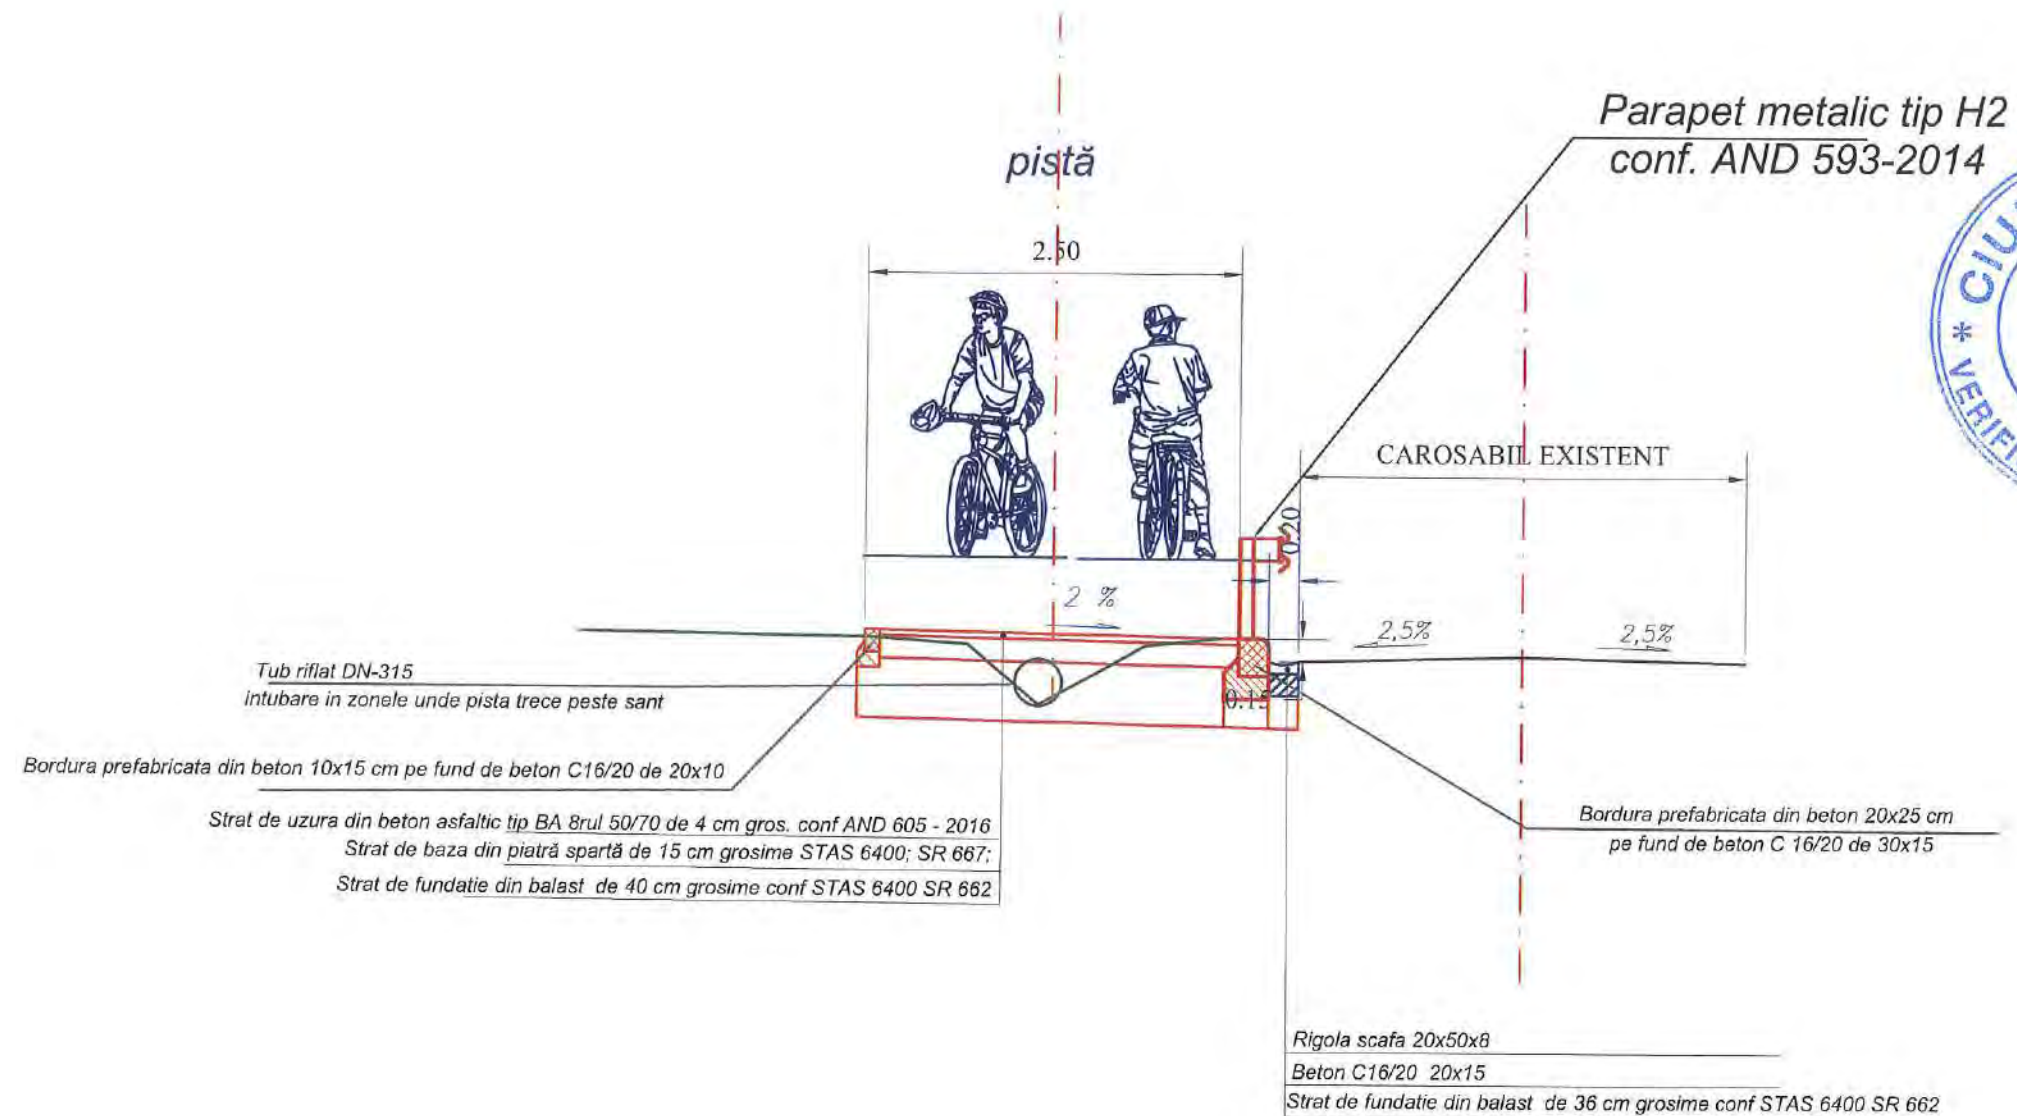 Parapet metalic tip H2
conf. AND 593-2014
pistă
2.50
CAROSABIL EXISTENT
0.20
2 %
2,5%
2,5%
Tub riflat DN-315
intubare in zonele unde pista trece peste sant
0.15
Bordura prefabricata din beton 10x15 cm pe fund de beton C16/20 de 20x10
Strat de uzura din beton asfaltic tip BA 8rul 50/70 de 4 cm gros. conf AND 605 - 2016
Strat de baza din piatră spartă de 15 cm grosime STAS 6400; SR 667;
Strat de fundatie din balast de 40 cm grosime conf STAS 6400 SR 662
Bordura prefabricata din beton 20x25 cm
pe fund de beton C 16/20 de 30x15
Rigola scafa 20x50x8
Beton C16/20 20x15
Strat de fundatie din balast de 36 cm grosime conf STAS 6400 SR 662